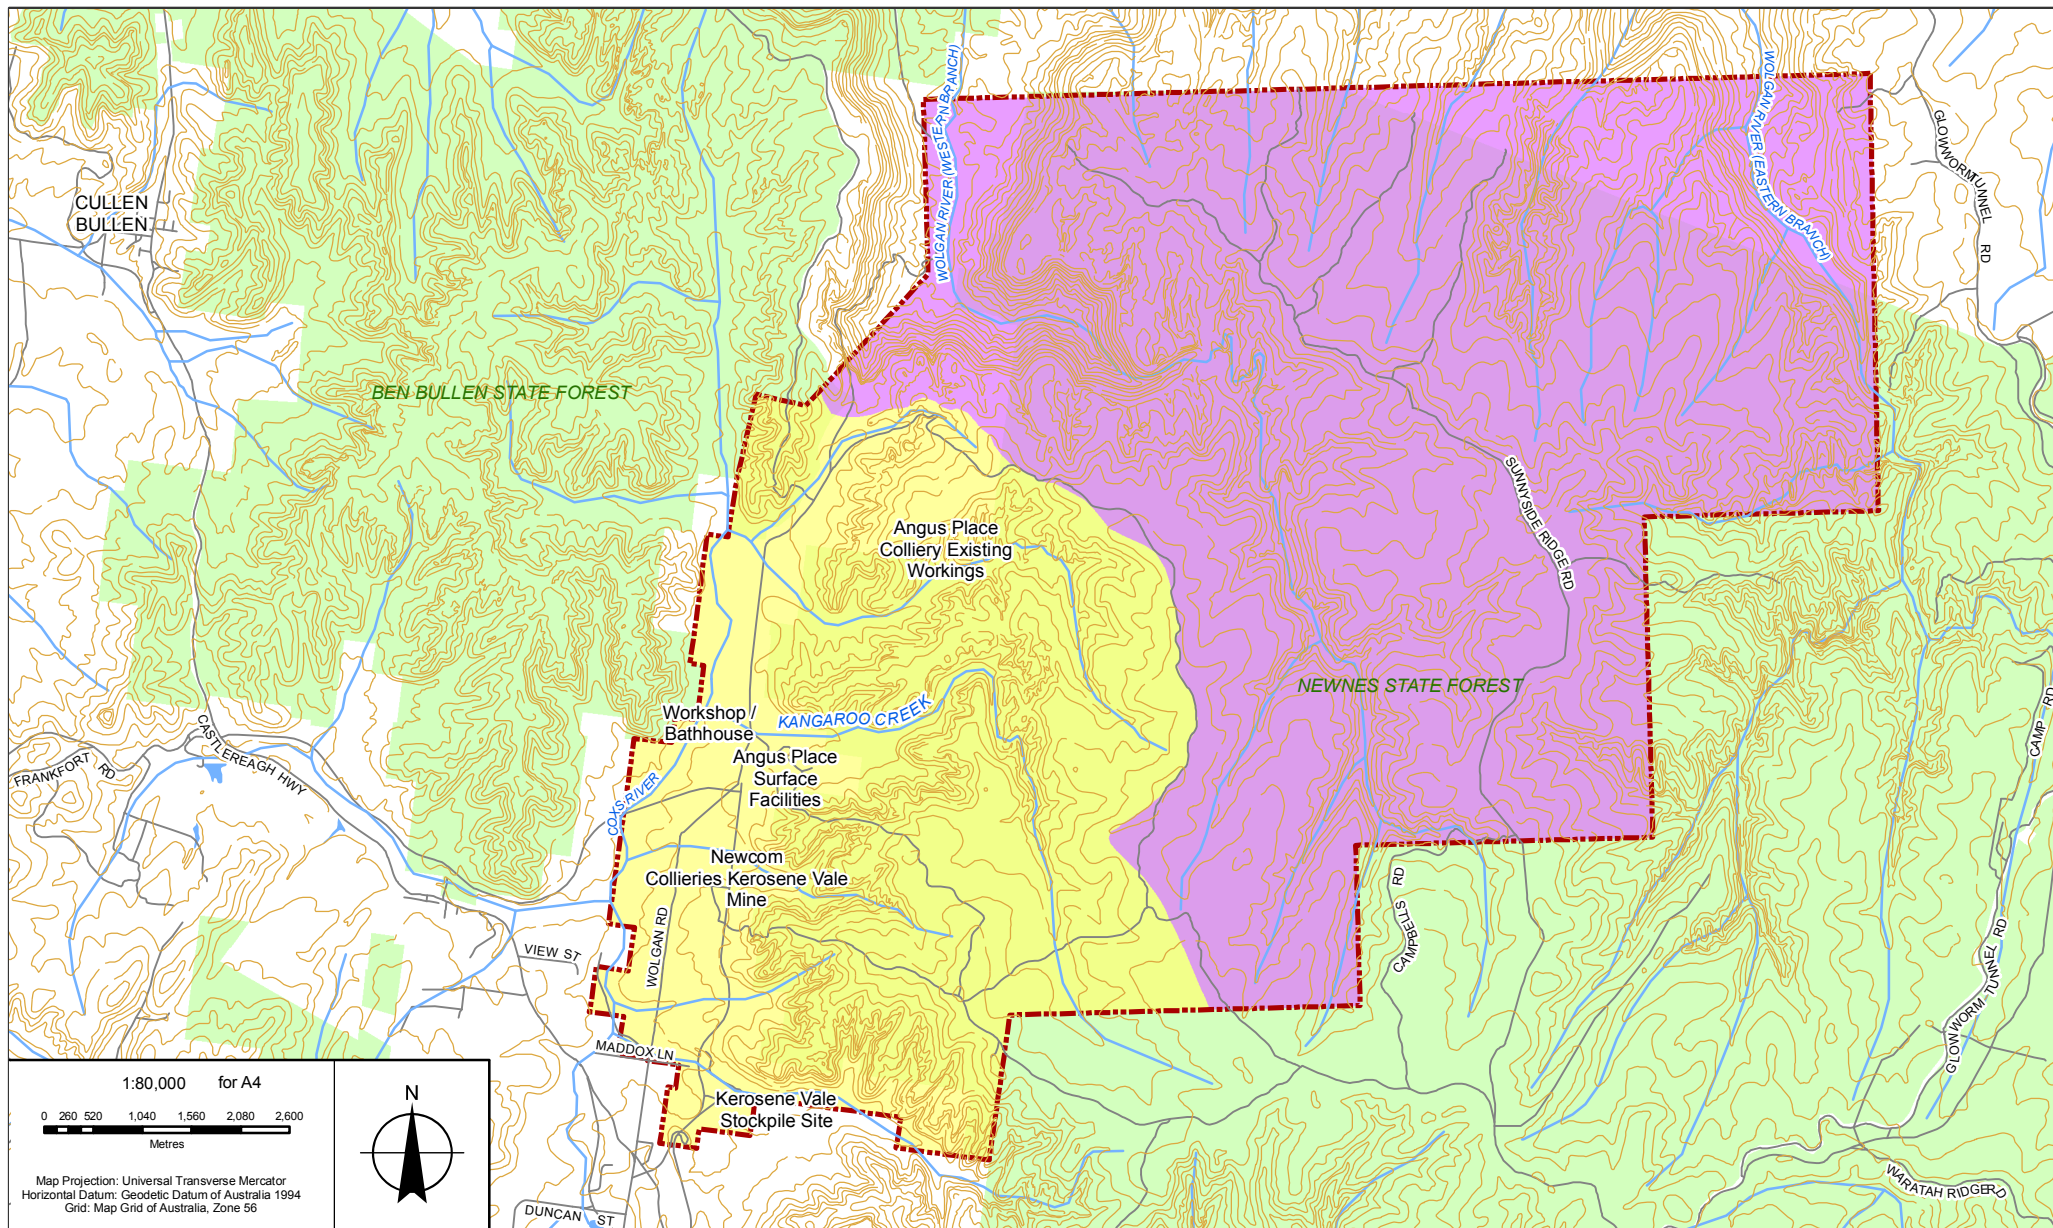 WOLGAN RIVER (WESTERN BRANCH)
WOLGAN RIVER (EASTERN BRANCH)
GLOWWORM TUNNEL RD
CULLEN
BULLEN
BEN BULLEN STATE FOREST
SUNNYSIDE RIDGE RD
Angus Place
Colliery Existing
Workings
NEWNES STATE FOREST
CAMP RD
Workshop /
Bathhouse
KANGAROO CREEK
CASTLEREAGH HWY
FRANKFORT RD
Angus Place
Surface
Facilities
COXS RIVER
Newcom
Collieries Kerosene Vale
Mine
CAMPBELLS RD
WOLGAN RD
VIEW ST
GLOWWORM TUNNEL RD
MADDOX LN
Kerosene Vale
Stockpile Site
WARATAH RIDGE RD
DUNCAN ST
1:80,000 for A4
0 260 520 1,040 1,560 2,080 2,600
Metres
N
Map Projection: Universal Transverse Mercator
Horizontal Datum: Geodetic Datum of Australia 1994
Grid: Map Grid of Australia, Zone 56